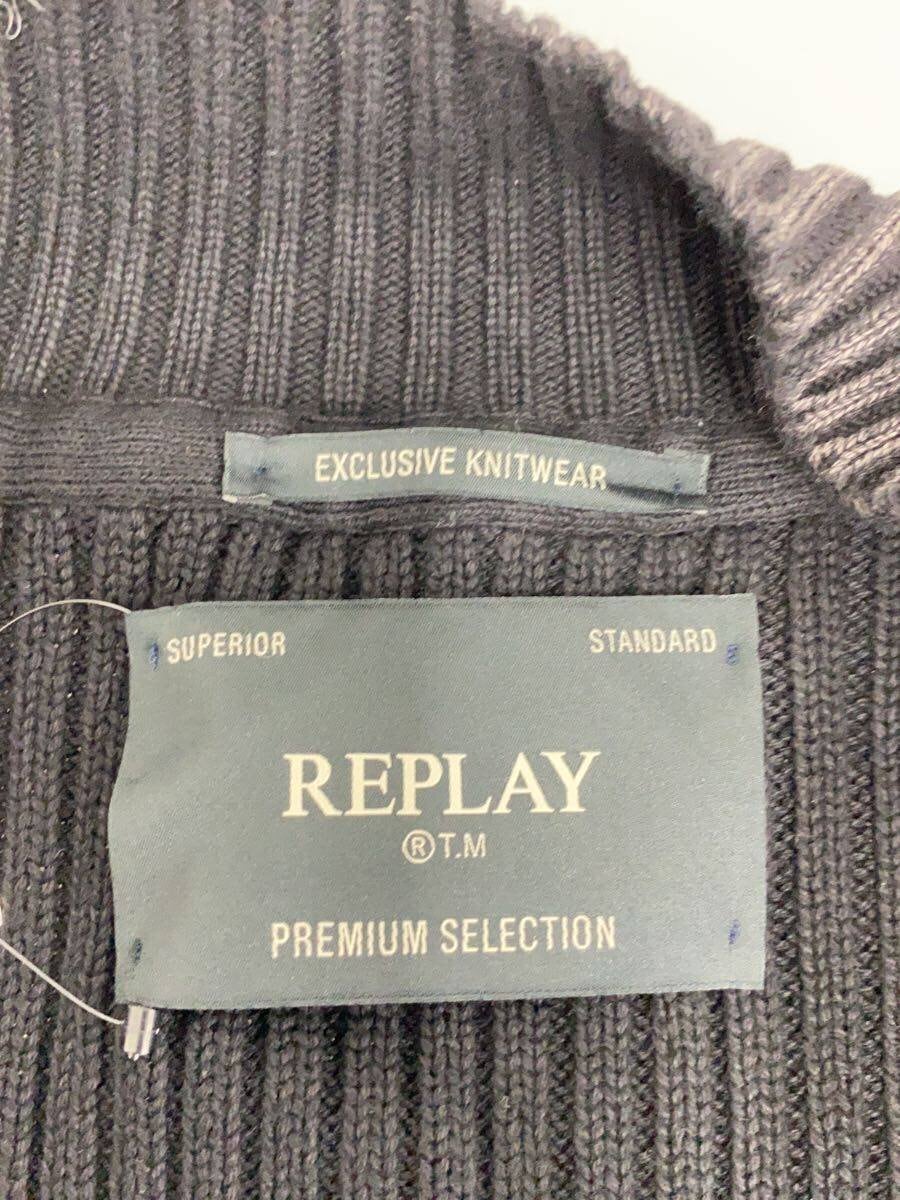 EXCLUSIVE KNITWEAR
SUPERIOR STANDARD
REPLAY
®T.M
PREMIUM SELECTION